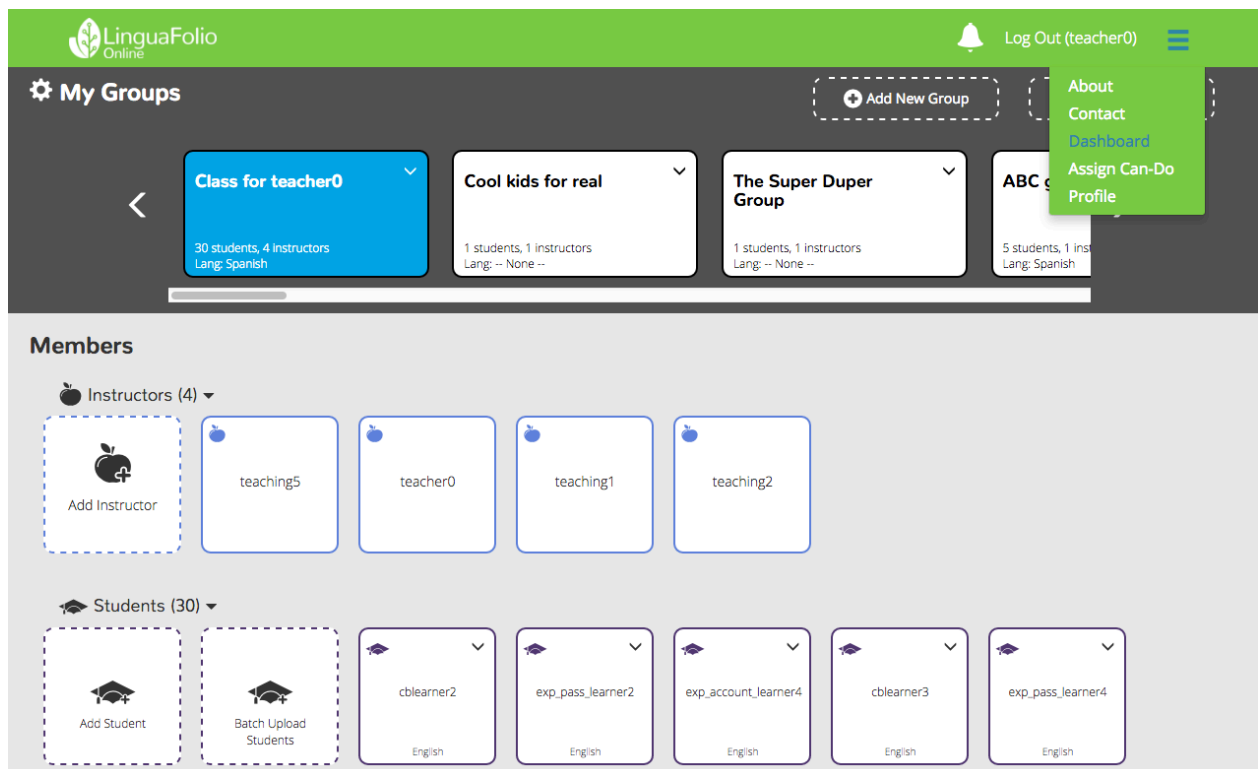 LinguaFolio
Online
Log Out (teacher0)
My Groups
Add New Group
About
Contact
Dashboard
Assign Can-Do
Profile
Class for teacher0
30 students, 4 instructors
Lang: Spanish
Cool kids for real
1 students, 1 instructors
Lang: -- None --
The Super Duper
Group
1 students, 1 instructors
Lang: -- None --
ABC
5 students, 1
Lang: Spanish
Members
Instructors (4)
Add Instructor
teaching5
teacher0
teaching1
teaching2
Students (30)
Add Student
Batch Upload
Students
cblearner2
English
exp_pass_learner2
English
exp_account_learner4
English
cblearner3
English
exp_pass_learner4
English